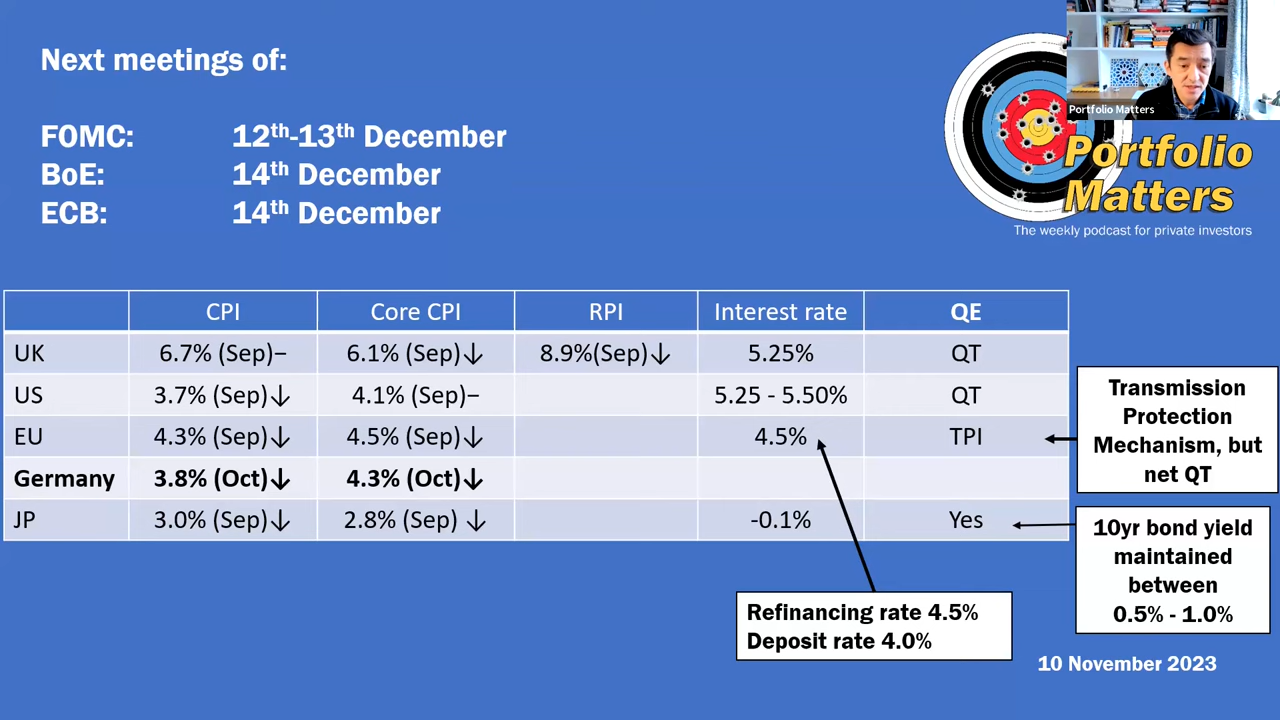 Next meetings of:
FOMC: 12th-13th December
BoE: 14th December
ECB: 14th December
Portfolio Matters
Portfolio
Matters
The weekly podcast for private investors
CPI Core CPI RPI Interest rate QE
UK 6.7% (Sep)– 6.1% (Sep)↓ 8.9%(Sep)↓ 5.25% QT
US 3.7% (Sep)↓ 4.1% (Sep)– 5.25 - 5.50% QT
EU 4.3% (Sep)↓ 4.5% (Sep)↓ 4.5% TPI
Germany 3.8% (Oct)↓ 4.3% (Oct)↓
JP 3.0% (Sep)↓ 2.8% (Sep) ↓ -0.1% Yes
Transmission
Protection
Mechanism, but
net QT
10yr bond yield
maintained
between
0.5% - 1.0%
Refinancing rate 4.5%
Deposit rate 4.0%
10 November 2023